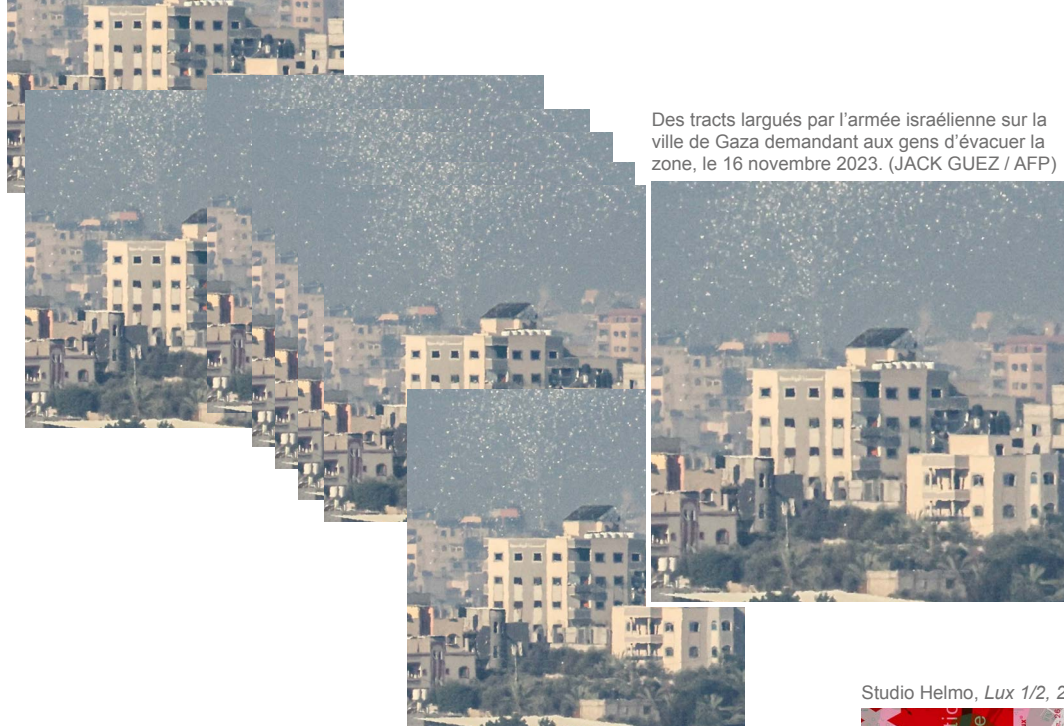 Des tracts largués par l’armée israélienne sur la
ville de Gaza demandant aux gens d’évacuer la
zone, le 16 novembre 2023. (JACK GUEZ / AFP)
Studio Helmo, Lux 1/2, 2